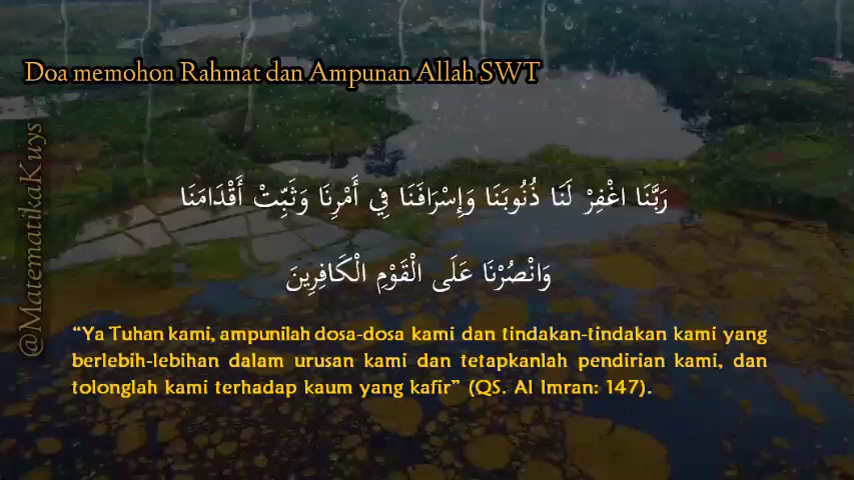 Doa memohon Rahmat dan Ampunan Allah SWT
@MatematikaKuys
رَبَّنَا اغْفِرْ لَنَا ذُنُوبَنَا وَإِسْرَافَنَا فِي أَمْرِنَا وَثَبِّتْ أَقْدَامَنَا
وَانْصُرْنَا عَلَى الْقَوْمِ الْكَافِرِينَ
“Ya Tuhan kami, ampunilah dosa-dosa kami dan tindakan-tindakan kami yang
berlebih-lebihan dalam urusan kami dan tetapkanlah pendirian kami, dan
tolonglah kami terhadap kaum yang kafir” (QS. Al Imran: 147).